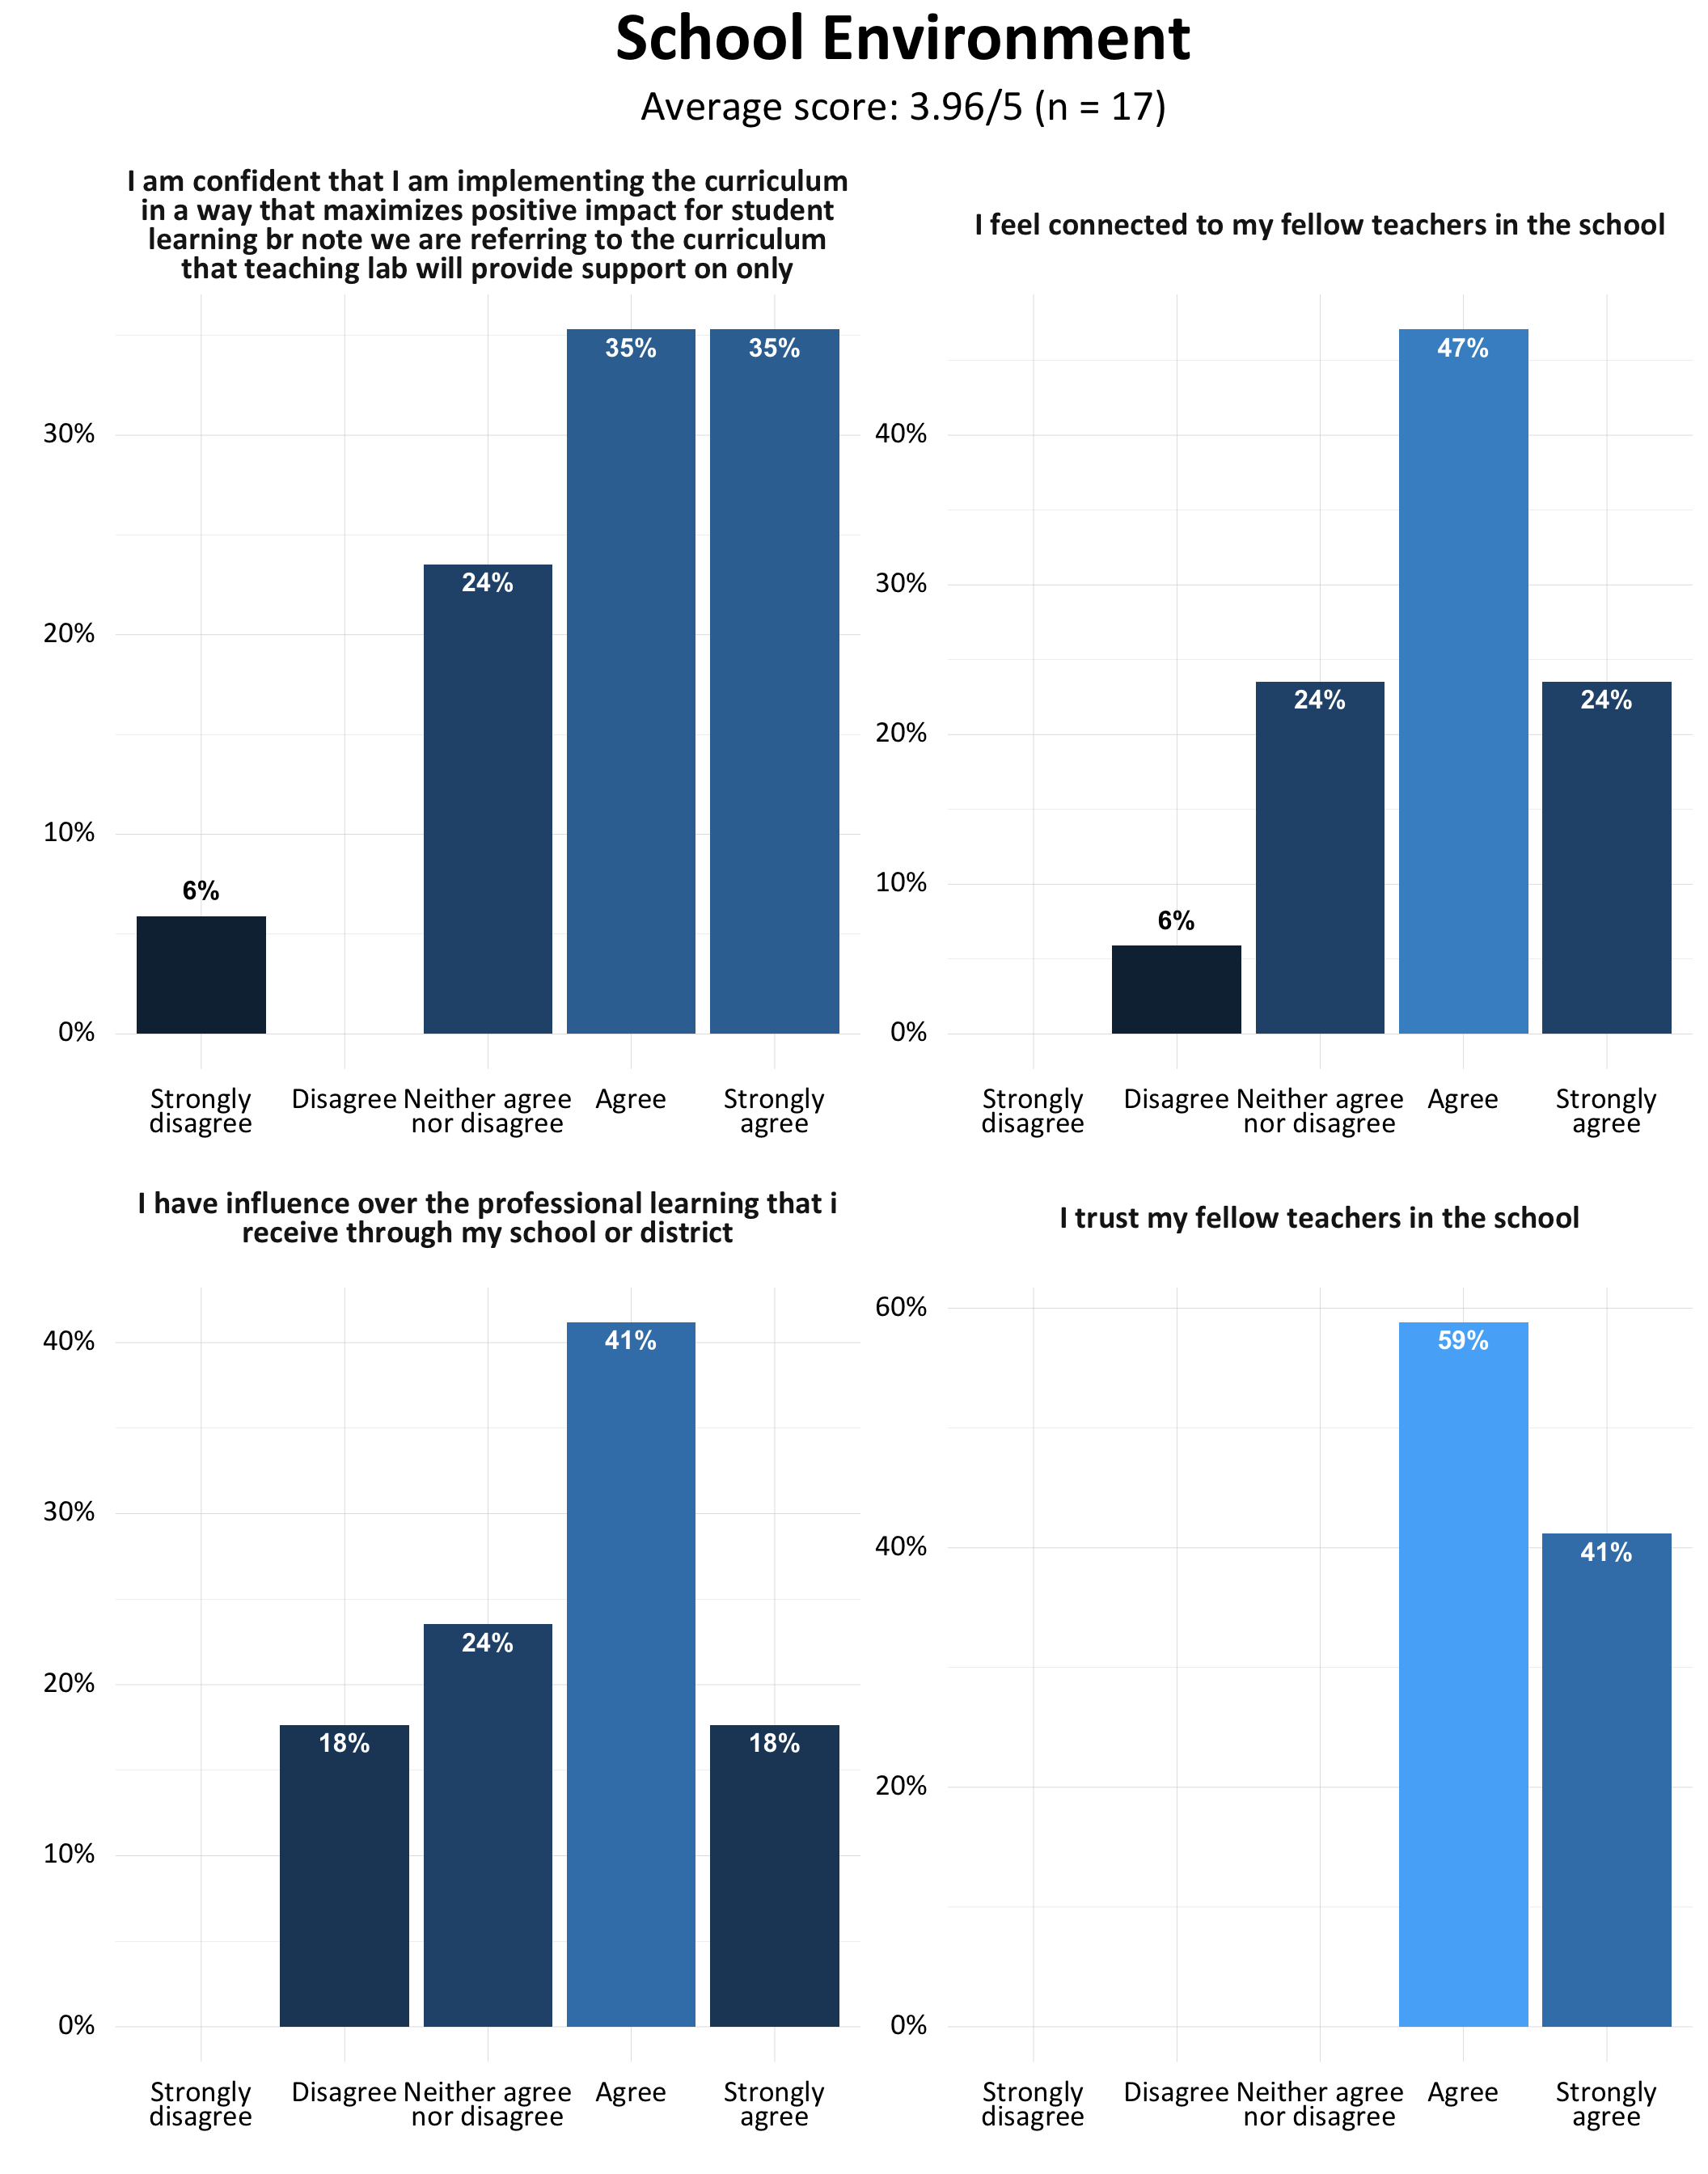 School Environment
Average score: 3.96/5 (n = 17)
I am confident that I am implementing the curriculum
in a way that maximizes positive impact for student
learning br note we are referring to the curriculum
that teaching lab will provide support on only
35%
35%
30%
24%
20%
10%
6%
0%
Strongly
disagree
Disagree
Neither agree
nor disagree
Agree
Strongly
agree
I feel connected to my fellow teachers in the school
47%
40%
30%
24%
24%
20%
10%
6%
0%
Strongly
disagree
Disagree
Neither agree
nor disagree
Agree
Strongly
agree
I have influence over the professional learning that i
receive through my school or district
41%
40%
30%
24%
20%
18%
18%
10%
0%
Strongly
disagree
Disagree
Neither agree
nor disagree
Agree
Strongly
agree
I trust my fellow teachers in the school
60%
59%
40%
41%
20%
0%
Strongly
disagree
Disagree
Neither agree
nor disagree
Agree
Strongly
agree